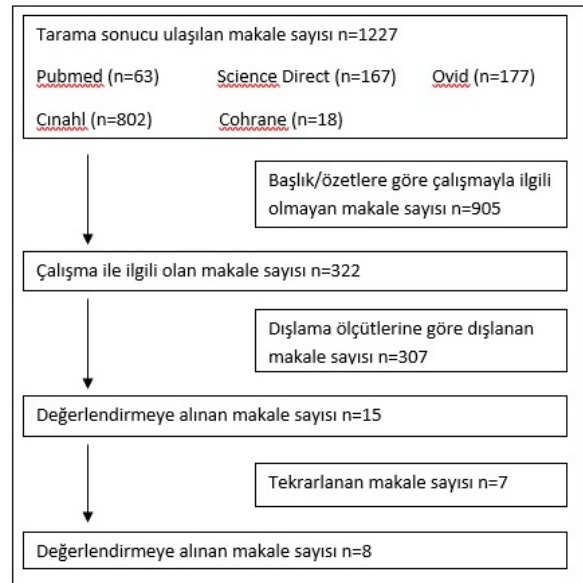 Tarama sonucu ulaşılan makale sayısı n=1227
Pubmed (n=63) Science Direct (n=167) Ovid (n=177)
Cınahl (n=802) Cohrane (n=18)
Başlık/özetlere göre çalışmayla ilgili
olmayan makale sayısı n=905
Çalışma ile ilgili olan makale sayısı n=322
Dışlama ölçütlerine göre dışlanan
makale sayısı n=307
Değerlendirmeye alınan makale sayısı n=15
Tekrarlanan makale sayısı n=7
Değerlendirmeye alınan makale sayısı n=8